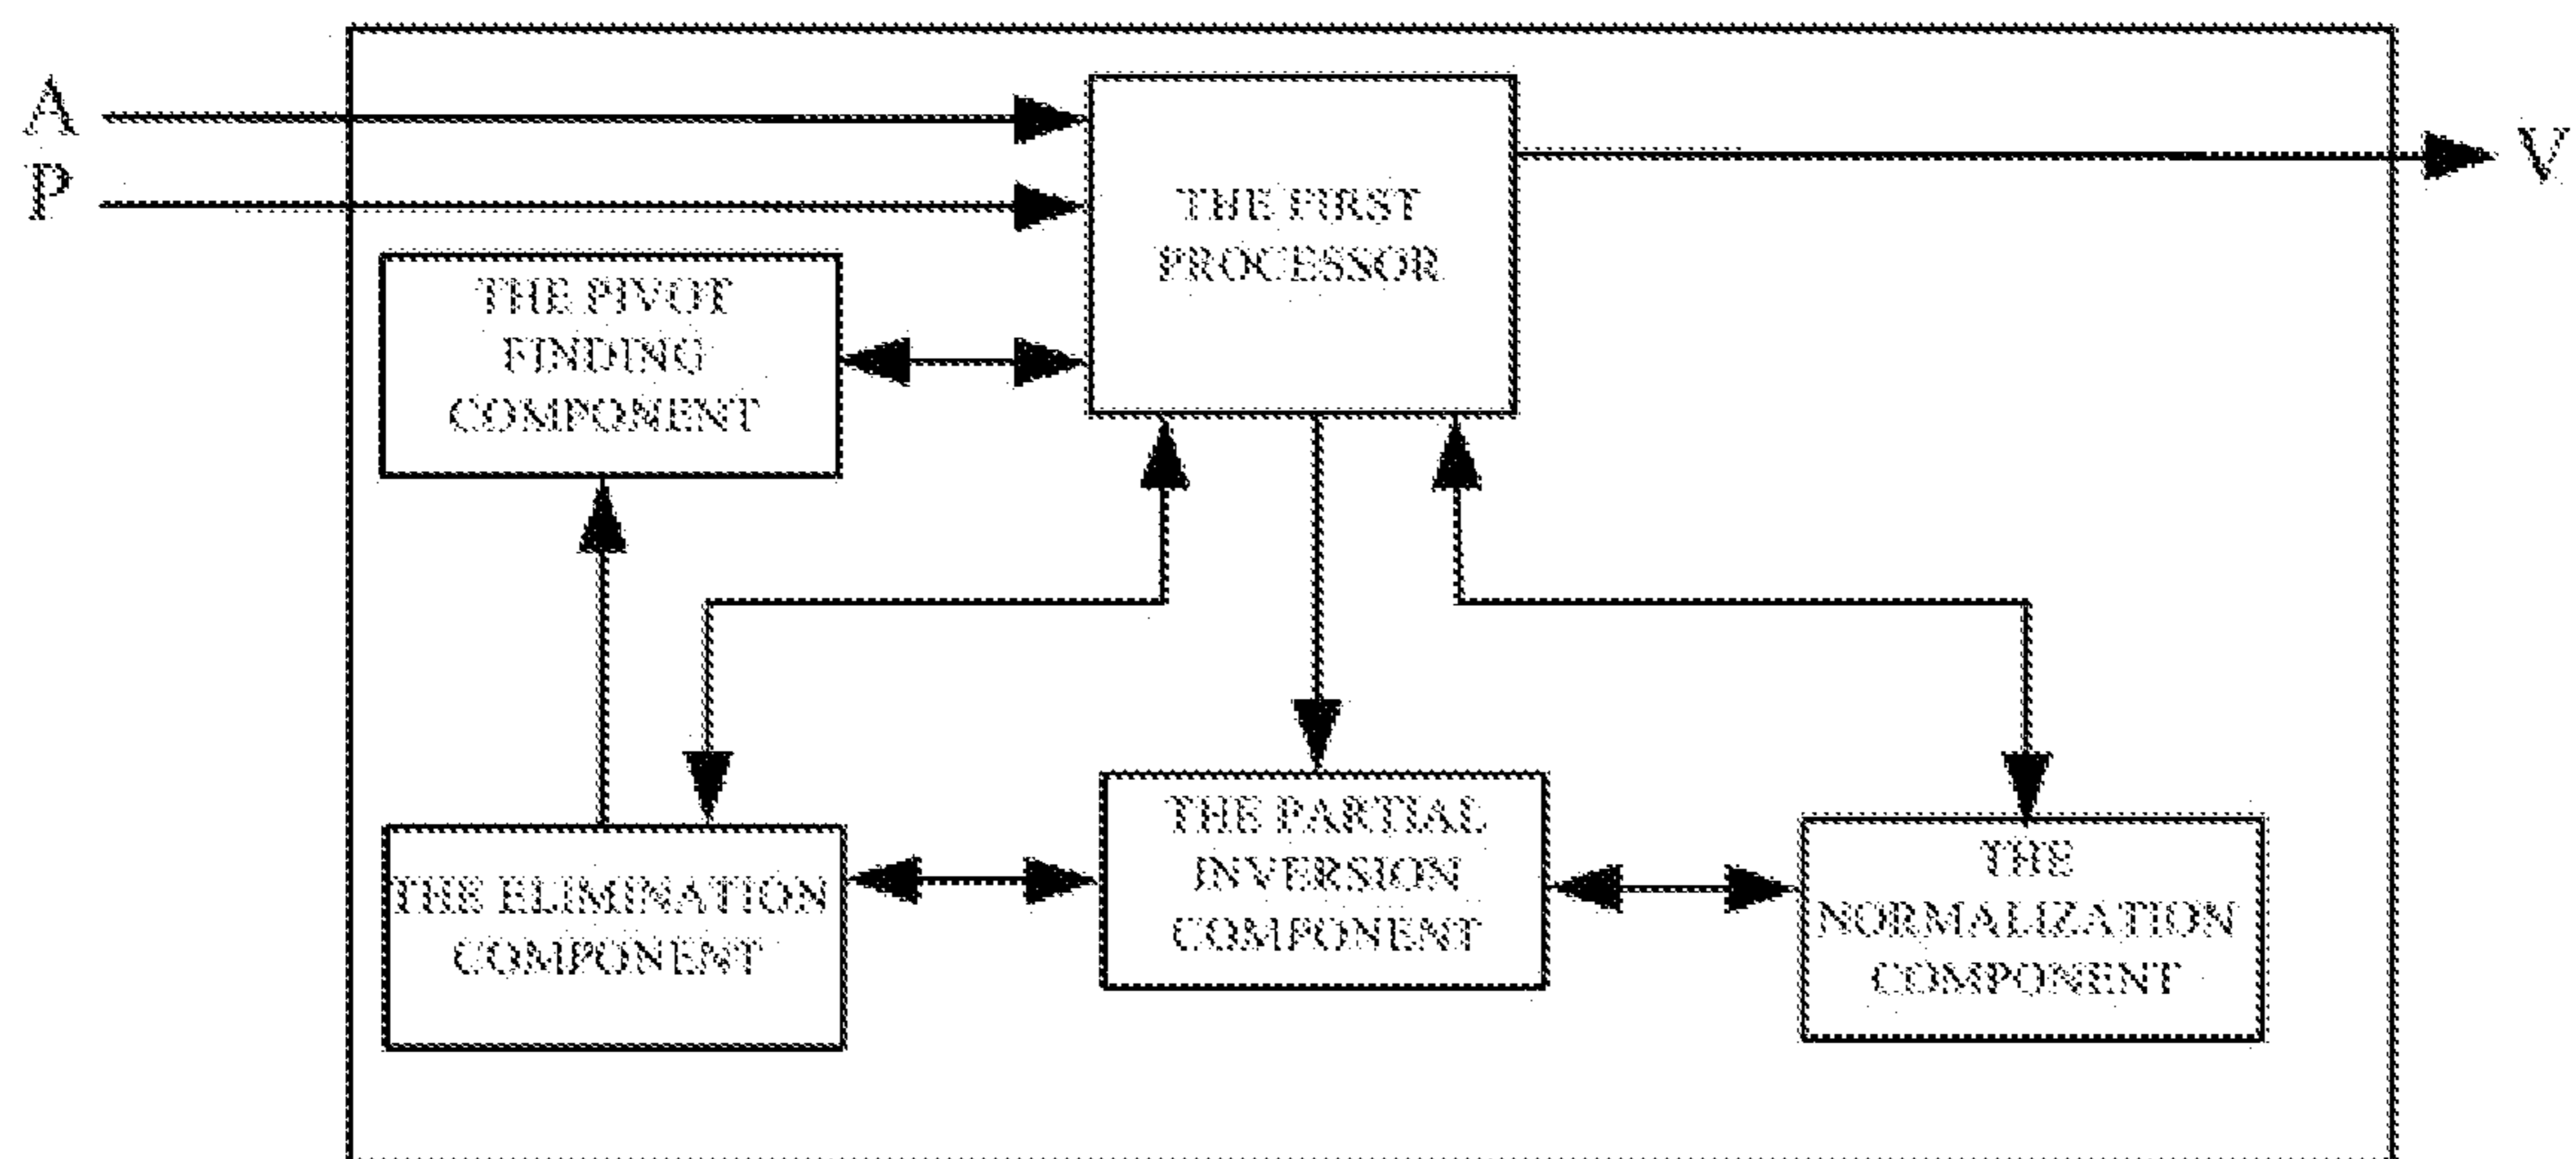 A
P
V
THE FIRST
PROCESSOR
THE PIVOT
FINDING
COMPONENT
THE ELIMINATION
COMPONENT
THE PARTIAL
INVERSION
COMPONENT
THE
NORMALIZATION
COMPONENT